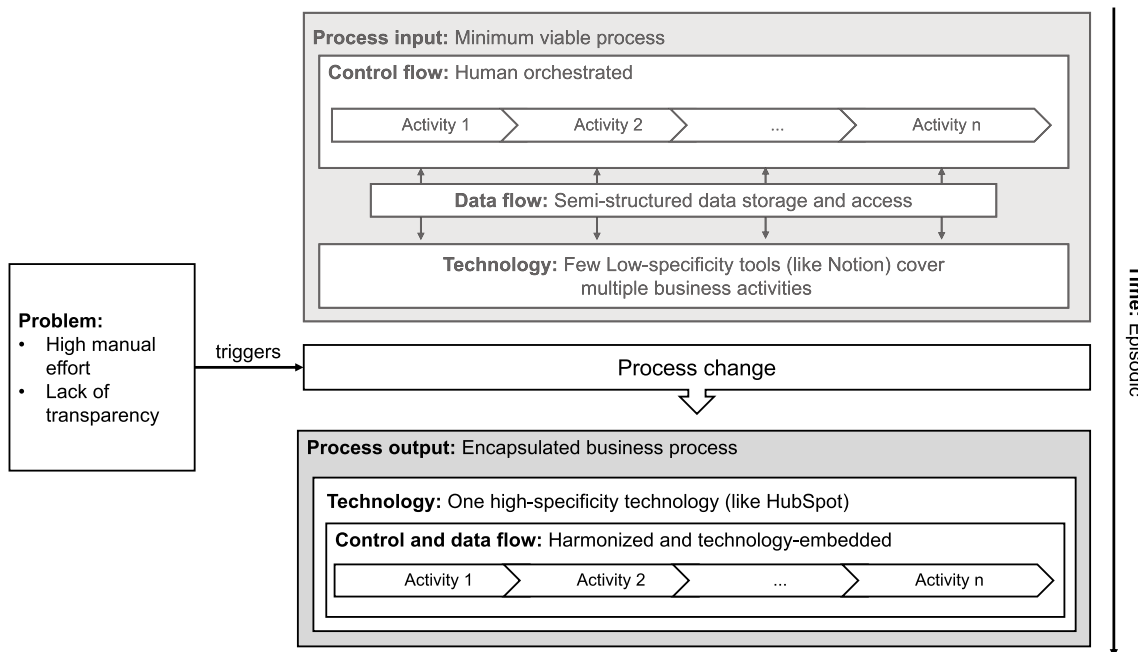 Process input: Minimum viable process
Control flow: Human orchestrated
Activity 1
Activity 2
...
Activity n
Data flow: Semi-structured data storage and access
Technology: Few Low-specificity tools (like Notion) cover
multiple business activities
Problem:
• High manual
effort
• Lack of
transparency
triggers
Process change
Process output: Encapsulated business process
Technology: One high-specificity technology (like HubSpot)
Control and data flow: Harmonized and technology-embedded
Activity 1
Activity 2
...
Activity n
Time: Episodic